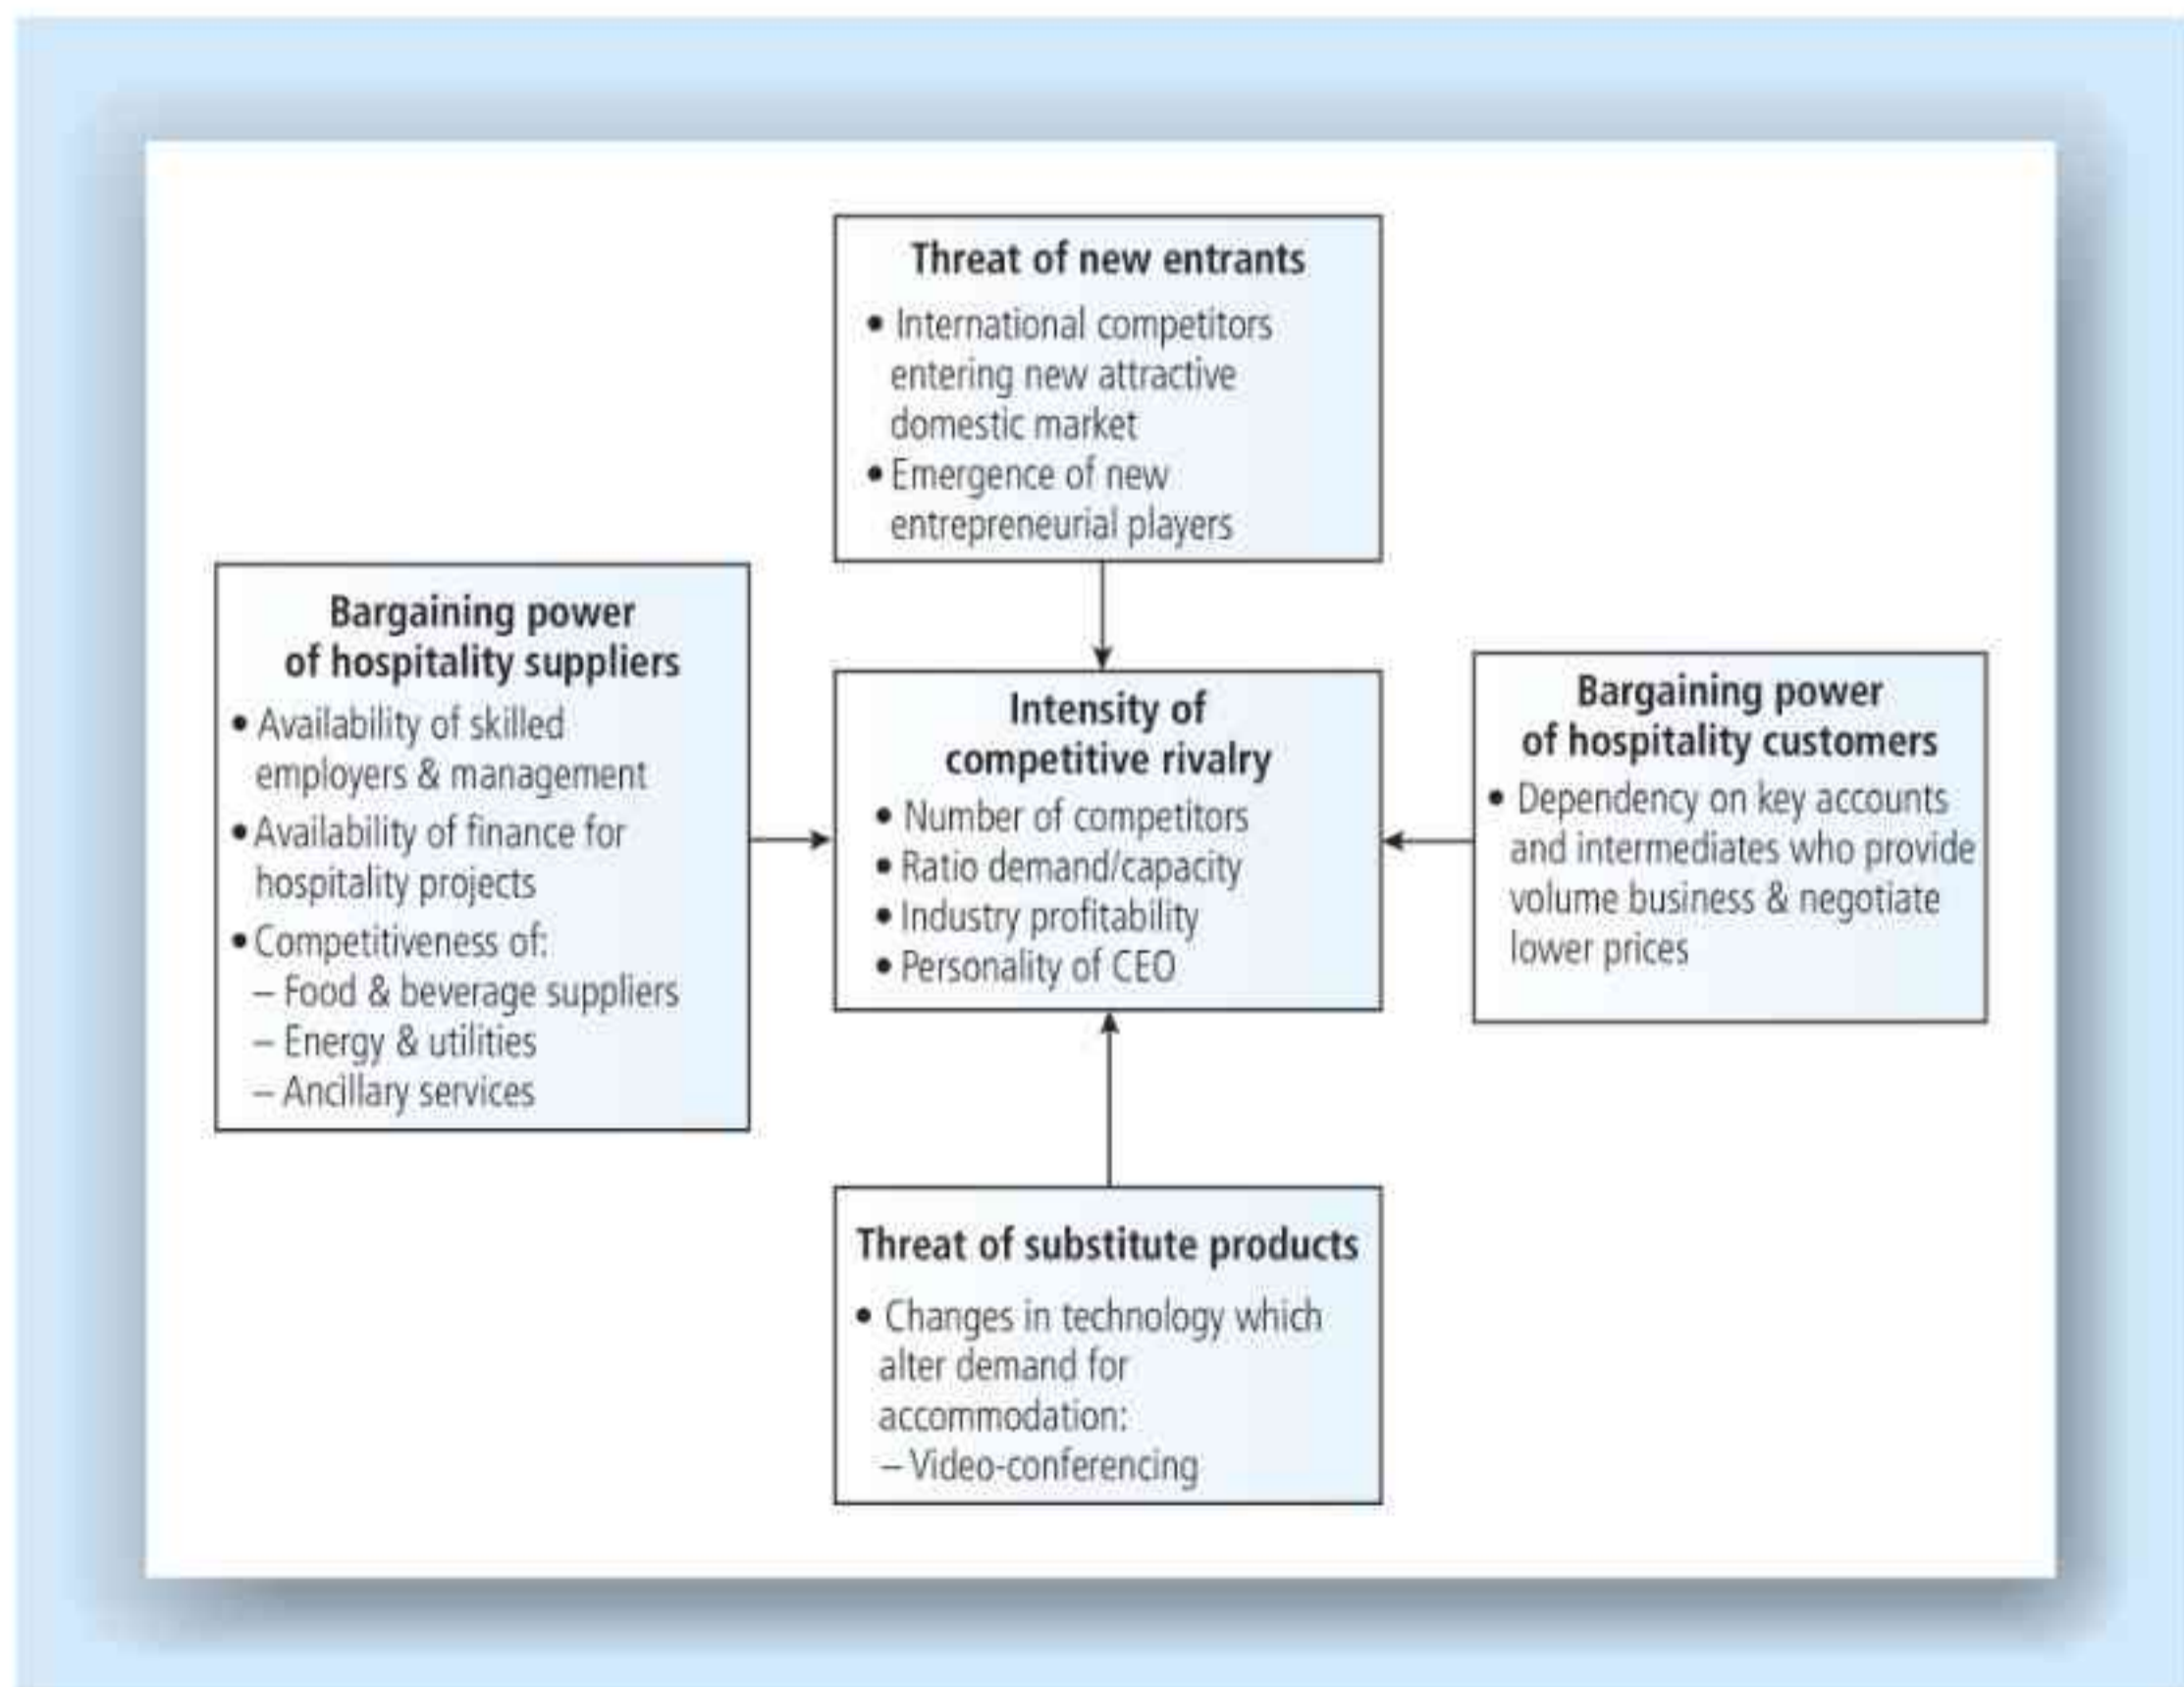 Threat of new entrants
• International competitors
entering new attractive
domestic market
• Emergence of new
entrepreneurial players
Bargaining power
of hospitality suppliers
• Availability of skilled
employers & management
• Availability of finance for
hospitality projects
• Competitiveness of:
– Food & beverage suppliers
– Energy & utilities
– Ancillary services
Intensity of
competitive rivalry
• Number of competitors
• Ratio demand/capacity
• Industry profitability
• Personality of CEO
Bargaining power
of hospitality customers
• Dependency on key accounts
and intermediates who provide
volume business & negotiate
lower prices
Threat of substitute products
• Changes in technology which
alter demand for
accommodation:
– Video-conferencing